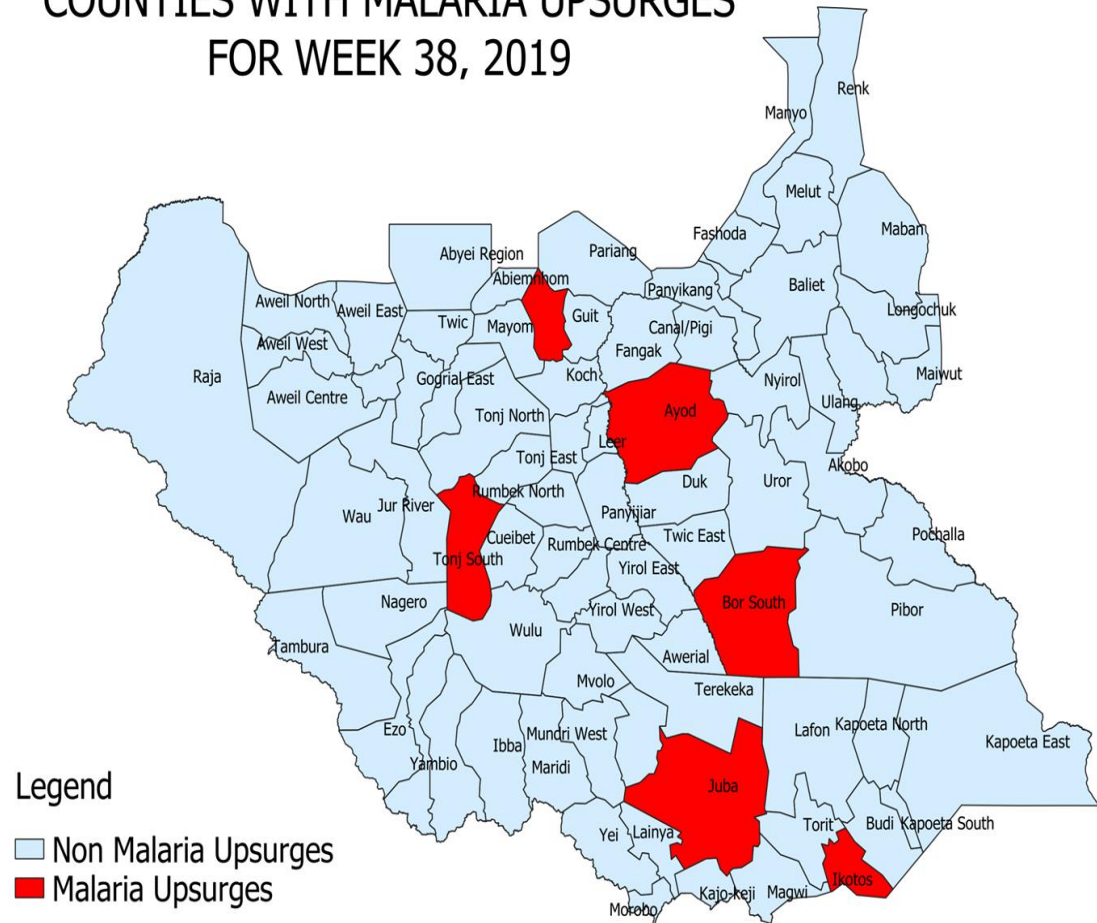 COUNTIES WITH MALARIA UPSURGES
FOR WEEK 38, 2019
Renk
Manyo
Melut
Maban
Fashoda
Pariang
Abyei Region
Abiemnhom
Panyikang
Baliet
Aweil North
Aweil East
Longochuk
Twic
Mayom
Guit
Canal/Pigi
Aweil West
Fangak
Raja
Gogrial East
Koch
Nyirol
Maiwut
Aweil Centre
Ulang
Tonj North
Ayod
Leer
Tonj East
Akobo
Rumbek North
Duk
Uror
Jur River
Wau
Panyijiar
Cueibet
Rumbek Centre
Twic East
Pochalla
Tonj South
Yirol East
Nagero
Yirol West
Bor South
Pibor
Wulu
Tambura
Awerial
Mvolo
Terekeka
Ezo
Ibba
Mundri West
Lafon
Kapoeta North
Kapoeta East
Yambio
Maridi
Juba
Yei
Lainya
Torit
Budi
Kapoeta South
Ikotos
Kajo-keji
Magwi
Morobo
Legend
Non Malaria Upsurges
Malaria Upsurges